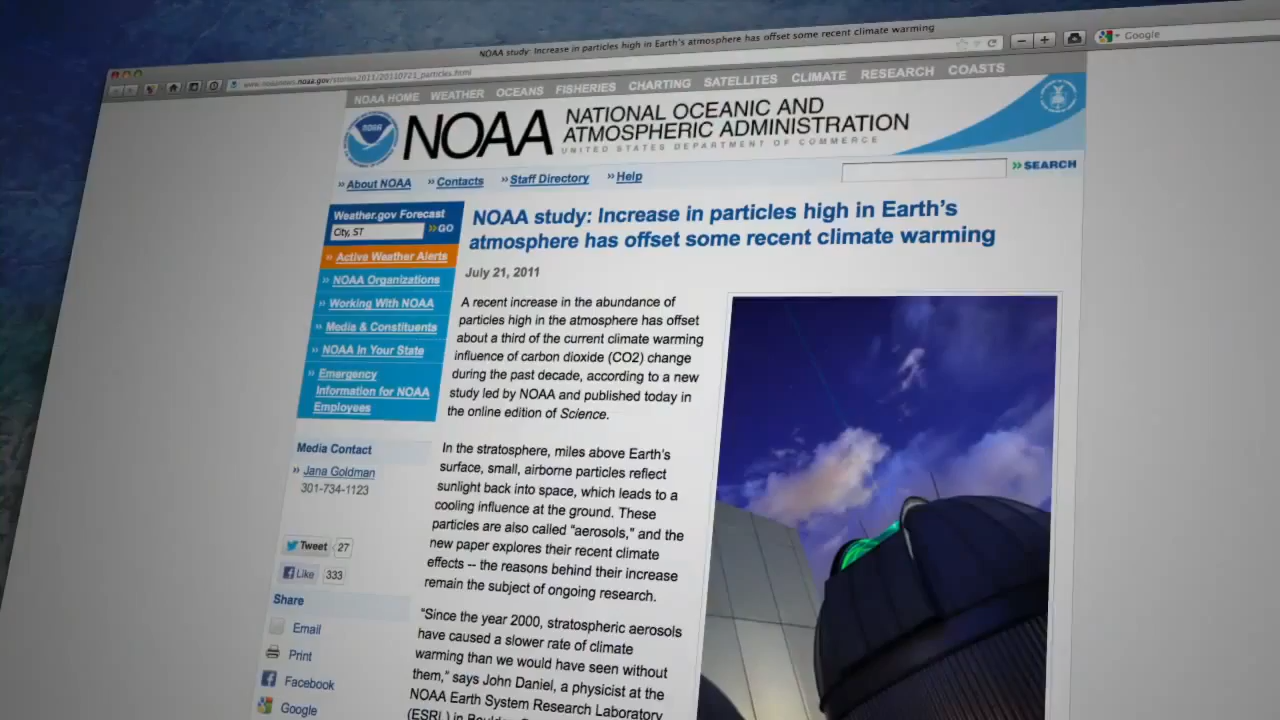 NOAA study: Increase in particles high in Earth's atmosphere has offset some recent climate warming
www.noaanews.noaa.gov/stories2011/20110721_particles.html
Google
NOAA HOME WEATHER OCEANS FISHERIES CHARTING SATELLITES CLIMATE RESEARCH COASTS
NOAA
NOAA
NATIONAL OCEANIC AND
ATMOSPHERIC ADMINISTRATION
UNITED STATES DEPARTMENT OF COMMERCE
» About NOAA » Contacts » Staff Directory » Help
» SEARCH
Weather.gov Forecast
City, ST » GO
» Active Weather Alerts
» NOAA Organizations
» Working With NOAA
» Media & Constituents
» NOAA In Your State
» Emergency
Information for NOAA
Employees
Media Contact
» Jana Goldman
301-734-1123
Tweet 27
Like 333
Share
Email
Print
Facebook
Google
NOAA study: Increase in particles high in Earth's
atmosphere has offset some recent climate warming
July 21, 2011
A recent increase in the abundance of
particles high in the atmosphere has offset
about a third of the current climate warming
influence of carbon dioxide (CO2) change
during the past decade, according to a new
study led by NOAA and published today in
the online edition of Science.
In the stratosphere, miles above Earth's
surface, small, airborne particles reflect
sunlight back into space, which leads to a
cooling influence at the ground. These
particles are also called "aerosols," and the
new paper explores their recent climate
effects -- the reasons behind their increase
remain the subject of ongoing research.
"Since the year 2000, stratospheric aerosols
have caused a slower rate of climate
warming than we would have seen without
them," says John Daniel, a physicist at the
NOAA Earth System Research Laboratory
(ESRL) in